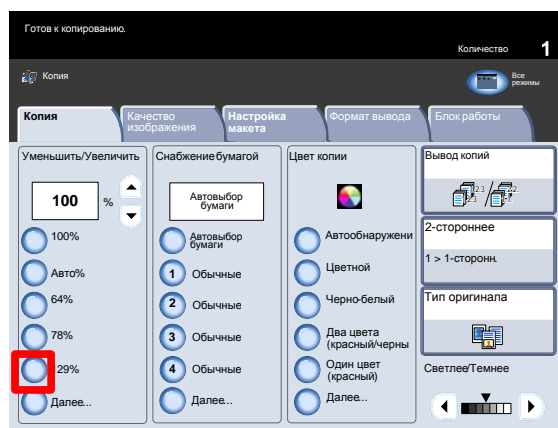 Готов к копированию.
Количество 1
Копия
Все режимы
Копия
Качество изображения
Настройка макета
Формат вывода
Блок работы
Уменьшить/Увеличить
100 %
100%
Авто%
64%
78%
129%
Далее...
Снабжение бумагой
Автовыбор бумаги
Автовыбор бумаги
1 Обычные
2 Обычные
3 Обычные
4 Обычные
Далее...
Цвет копии
Автообнаружени
Цветной
Черно-белый
Два цвета
(красный/черны
Один цвет
(красный)
Далее...
Вывод копий
2-стороннее
1 > 1-сторонн.
Тип оригинала
Светлее/Темнее